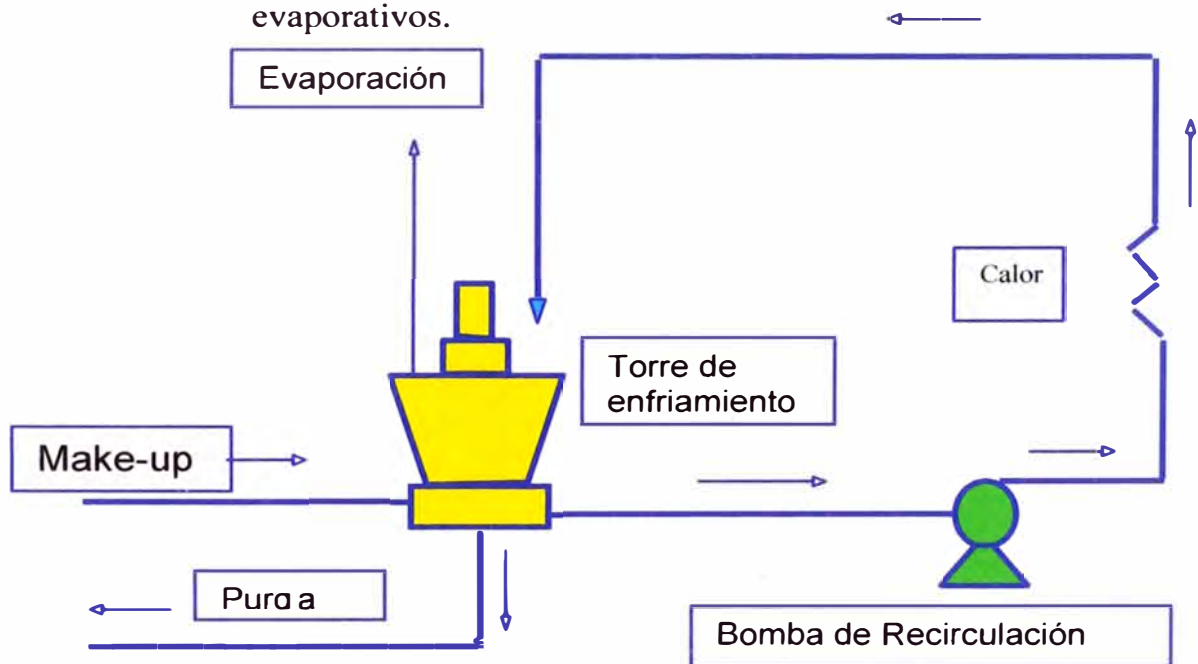 evaporativos.
Evaporación
Calor
Torre de
enfriamiento
Make-up
Purga
Bomba de Recirculación